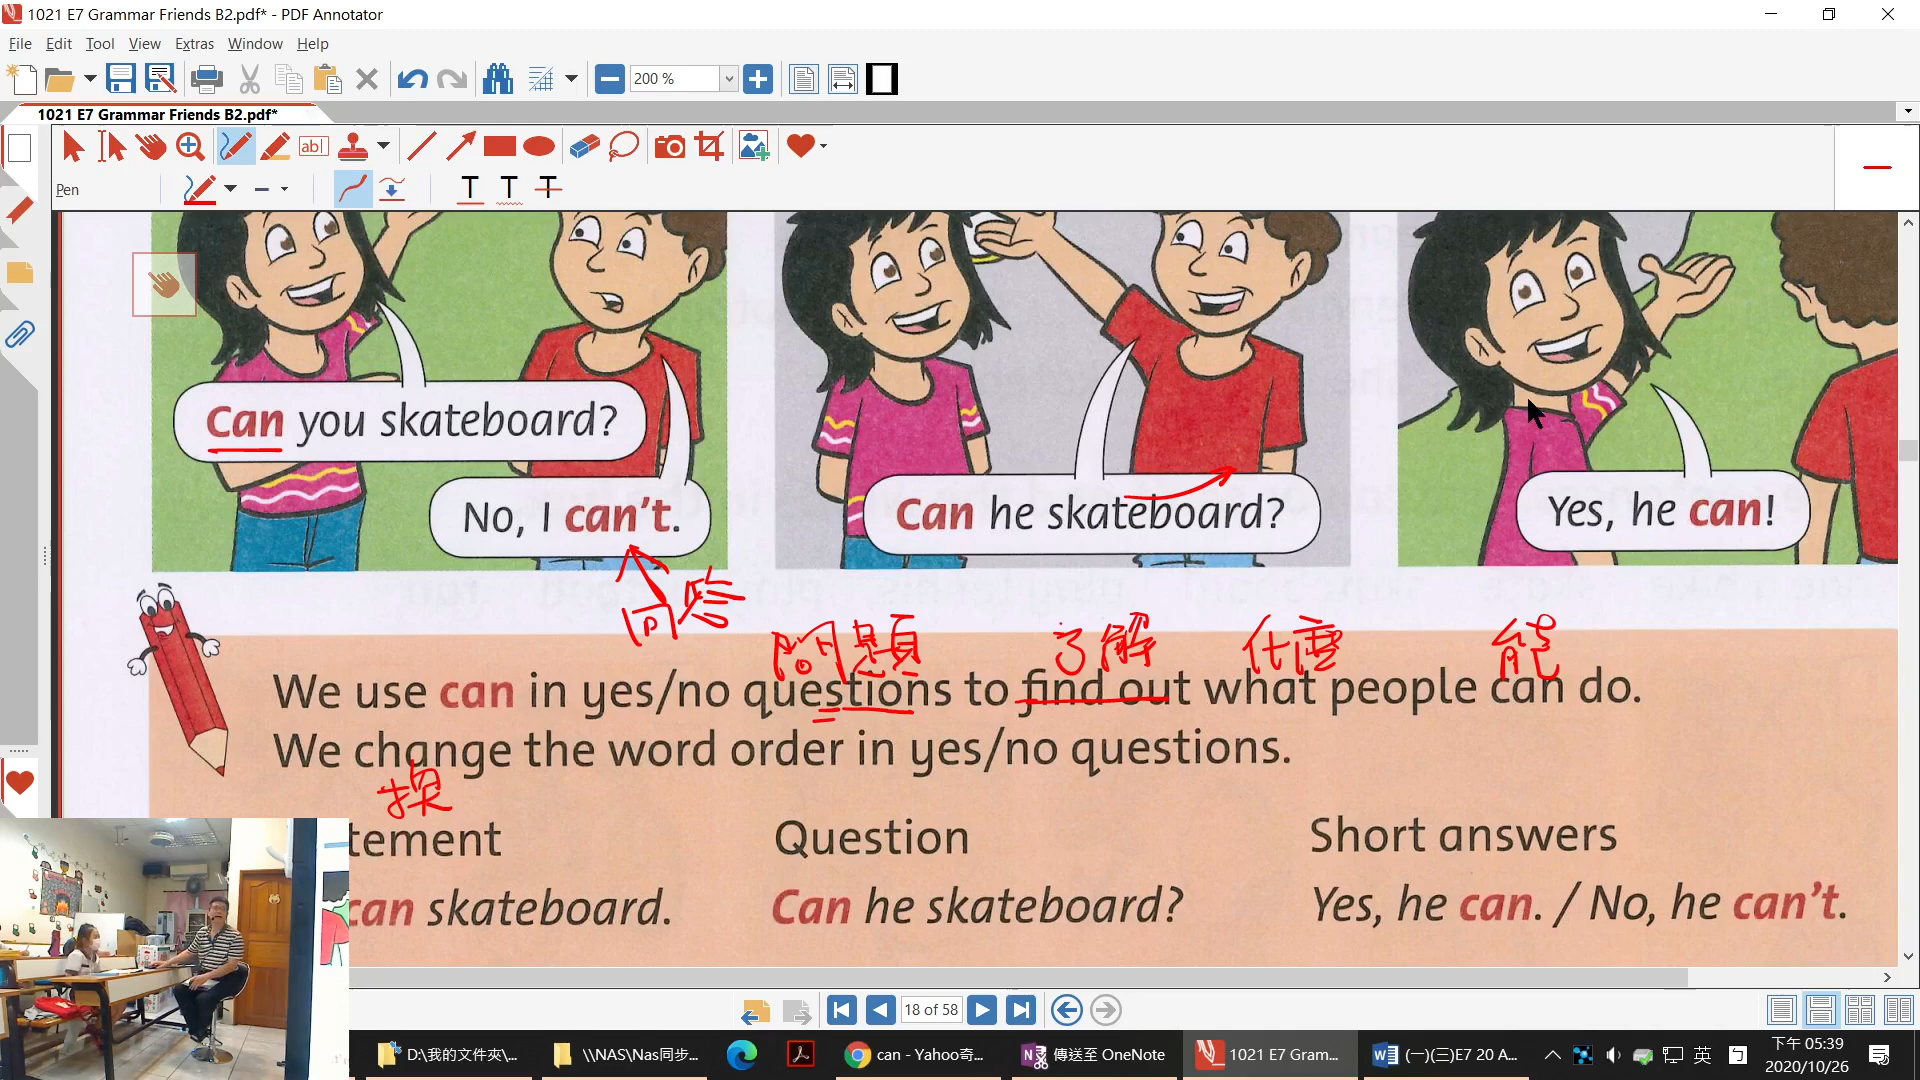 1021 E7 Grammar Friends B2.pdf* - PDF Annotator
File Edit Tool View Extras Window Help
200 %
1021 E7 Grammar Friends B2.pdf*
ab
Pen
T T T
Can you skateboard?
No, I can't.
Can he skateboard?
Yes, he can!
回答
問題 了解 什麼 能
We use can in yes/no questions to find out what people can do.
We change the word order in yes/no questions.
換
tement Question Short answers
can skateboard. Can he skateboard? Yes, he can. / No, he can't.
18 of 58
D:\我的文件夾\...
\\NAS\Nas同步...
can - Yahoo奇...
傳送至 OneNote
1021 E7 Gram...
(一)(三)E7 20 A...
英
下午 05:39
2020/10/26